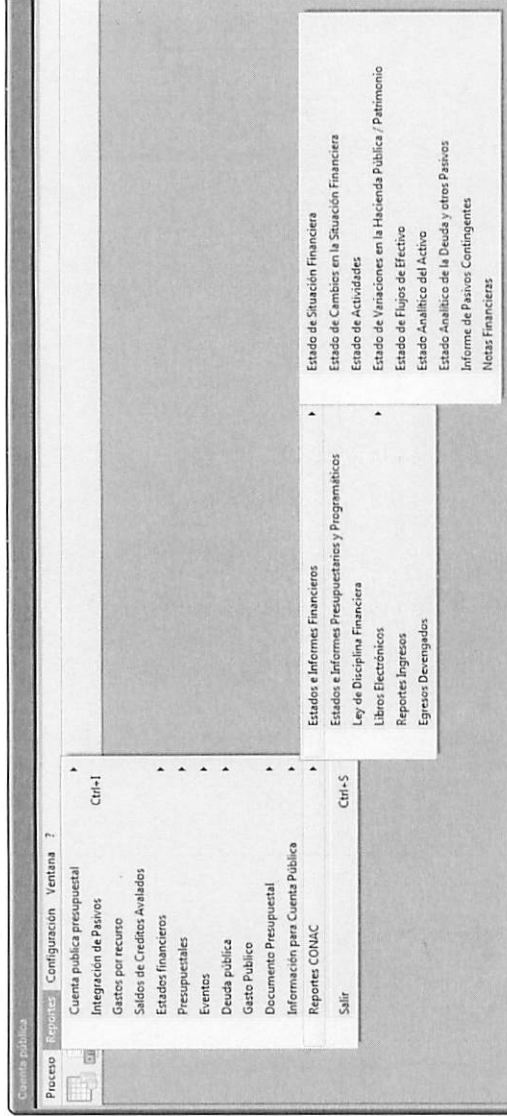 Cuenta pública
Proceso Reportes Configuración Ventana ?
Cuenta publica presupuestal
Integración de Pasivos Ctrl+I
Gastos por recurso
Saldos de Creditos Avalados
Estados financieros
Presupuestales
Eventos
Deuda pública
Gasto Publico
Documento Presupuestal
Información para Cuenta Pública
Reportes CONAC
Salir Ctrl+S
Estados e Informes Financieros
Estados e Informes Presupuestarios y Programáticos
Ley de Disciplina Financiera
Libros Electrónicos
Reportes Ingresos
Egresos Devengados
Estado de Situación Financiera
Estado de Cambios en la Situación Financiera
Estado de Actividades
Estado de Variaciones en la Hacienda Pública / Patrimonio
Estado de Flujos de Efectivo
Estado Analítico del Activo
Estado Analítico de la Deuda y otros Pasivos
Informe de Pasivos Contingentes
Notas Financieras